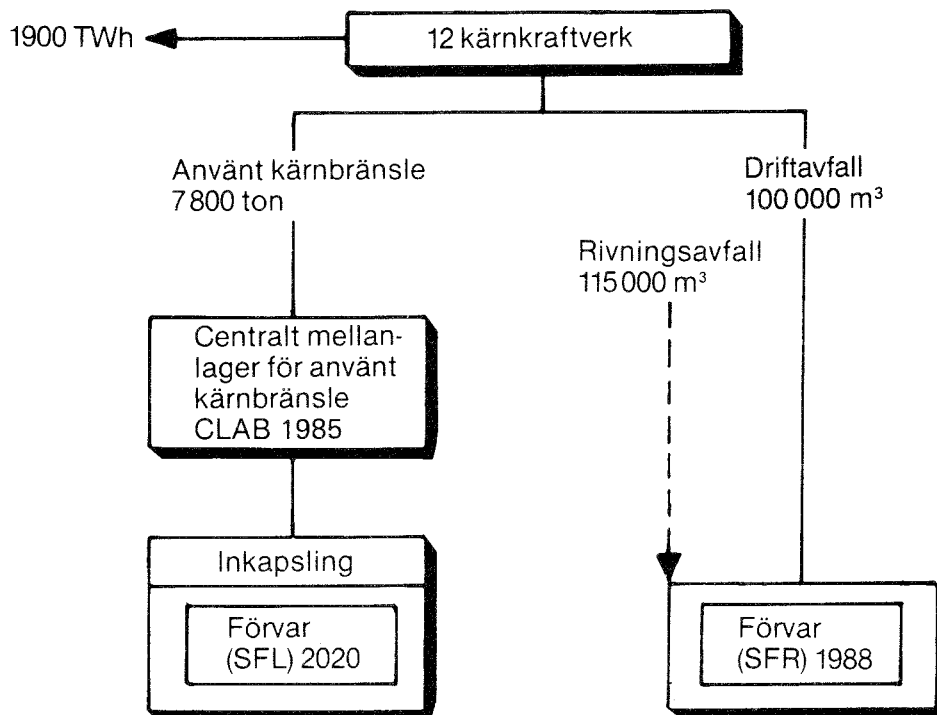 1900 TWh
12 kärnkraftverk
Använt kärnbränsle
7800 ton
Driftavfall
100 000 m³
Rivningsavfall
115 000 m³
Centralt mellan-
lager för använt
kärnbränsle
CLAB 1985
Inkapsling
Förvar
(SFL) 2020
Förvar
(SFR) 1988